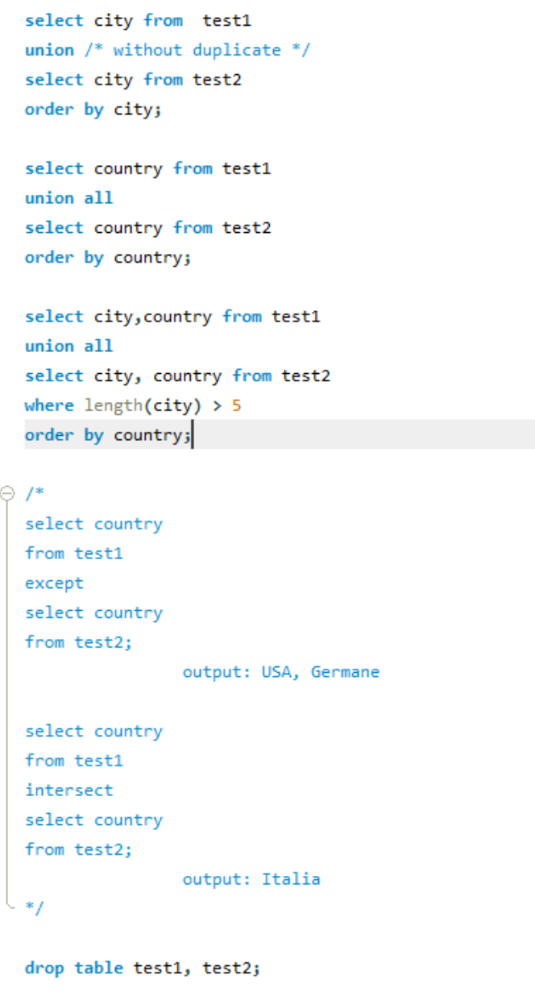 select city from  test1
union /* without duplicate */
select city from test2
order by city;

select country from test1
union all
select country from test2
order by country;

select city,country from test1
union all
select city, country from test2
where length(city) > 5
order by country;

/*
select country
from test1
except
select country
from test2;
output: USA, Germane

select country
from test1
intersect
select country
from test2;
output: Italia
*/

drop table test1, test2;